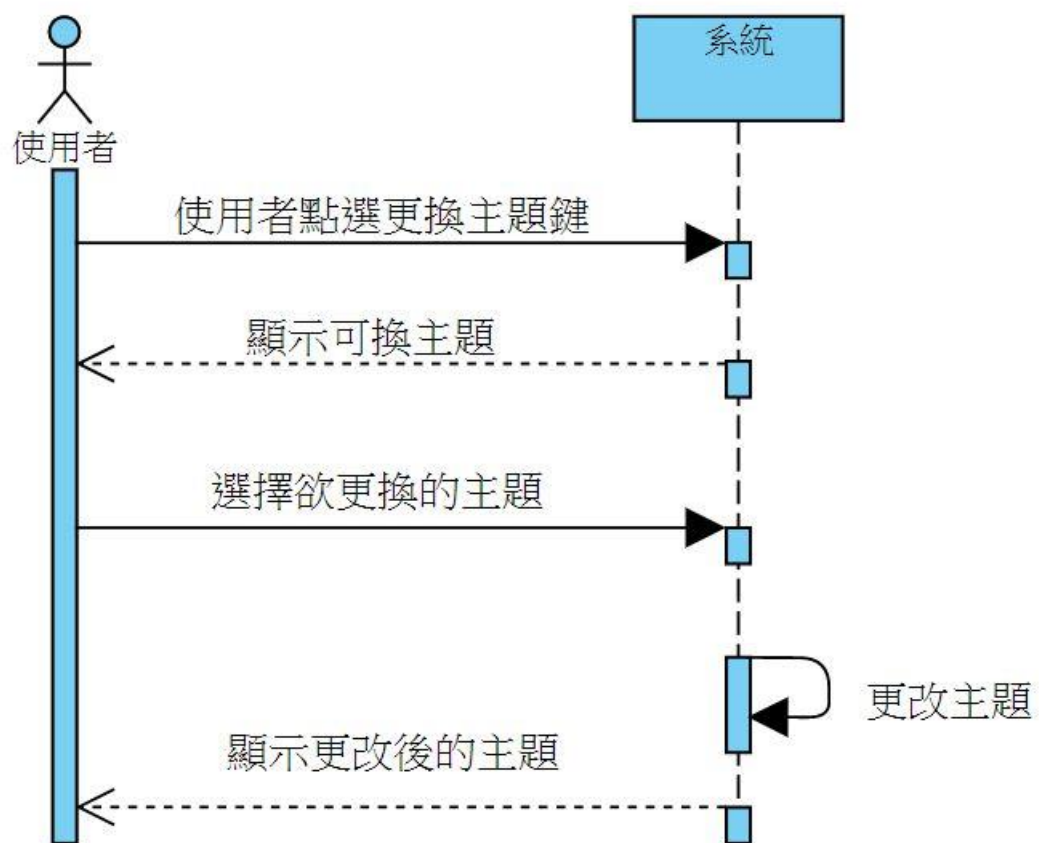 系統
使用者
使用者點選更換主題鍵
顯示可換主題
選擇欲更換的主題
更改主題
顯示更改後的主題